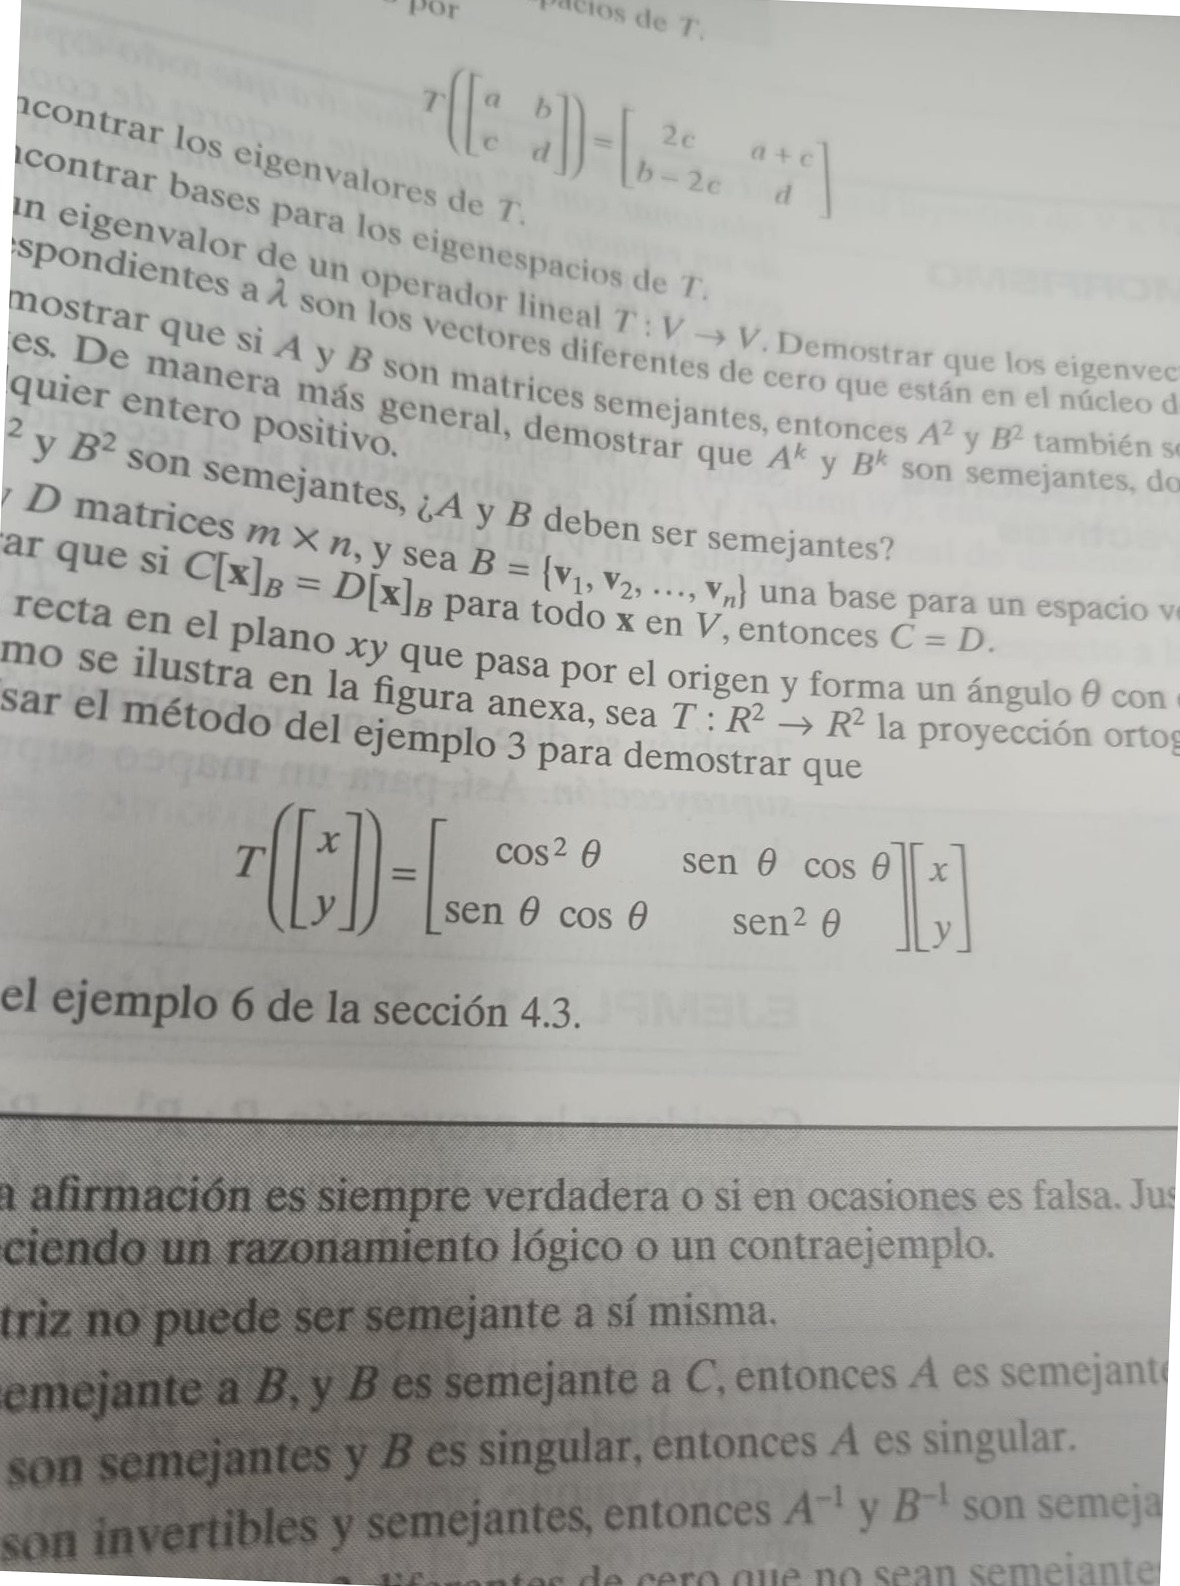 por pacios de T.
T([a b c d]) = [2c a + c b − 2c d]
ncontrar los eigenvalores de T.
ncontrar bases para los eigenespacios de T.
un eigenvalor de un operador lineal T : V → V. Demostrar que los eigenvec
espondientes a λ son los vectores diferentes de cero que están en el núcleo d
mostrar que si A y B son matrices semejantes, entonces A² y B² también s
es. De manera más general, demostrar que Aᵏ y Bᵏ son semejantes, do
quier entero positivo.
² y B² son semejantes, ¿A y B deben ser semejantes?
y D matrices m × n, y sea B = {v₁, v₂, …, vₙ} una base para un espacio v
ar que si C[x]_B = D[x]_B para todo x en V, entonces C = D.
recta en el plano xy que pasa por el origen y forma un ángulo θ con
mo se ilustra en la figura anexa, sea T : R² → R² la proyección ortog
sar el método del ejemplo 3 para demostrar que
T([x y]) = [cos² θ sen θ cos θ sen θ cos θ sen² θ][x y]
el ejemplo 6 de la sección 4.3.
a afirmación es siempre verdadera o si en ocasiones es falsa. Jus
ciendo un razonamiento lógico o un contraejemplo.
triz no puede ser semejante a sí misma.
emejante a B, y B es semejante a C, entonces A es semejante
son semejantes y B es singular, entonces A es singular.
son invertibles y semejantes, entonces A⁻¹ y B⁻¹ son semeja
de cero que no sean semejante